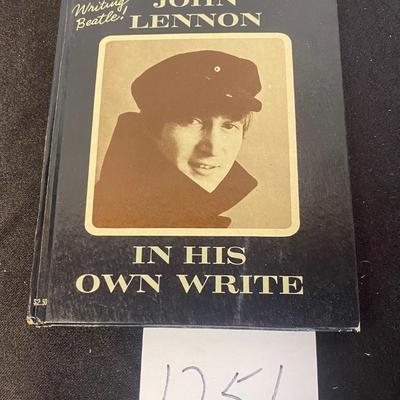 Writing
Beatle!
JOHN
LENNON
IN HIS
OWN WRITE
$2.50
1251